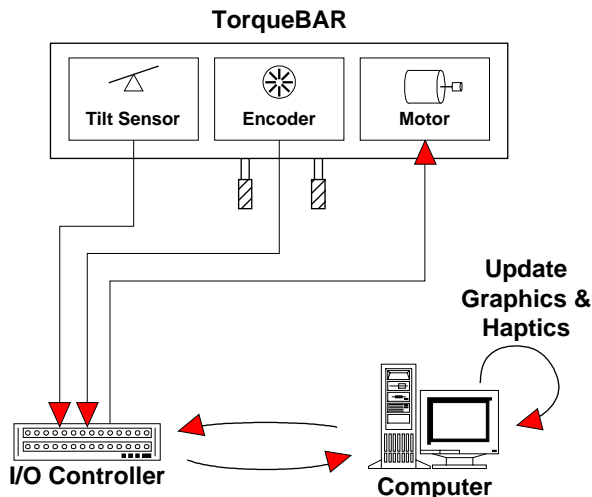 TorqueBAR
Tilt Sensor
Encoder
Motor
Update
Graphics &
Haptics
I/O Controller
Computer